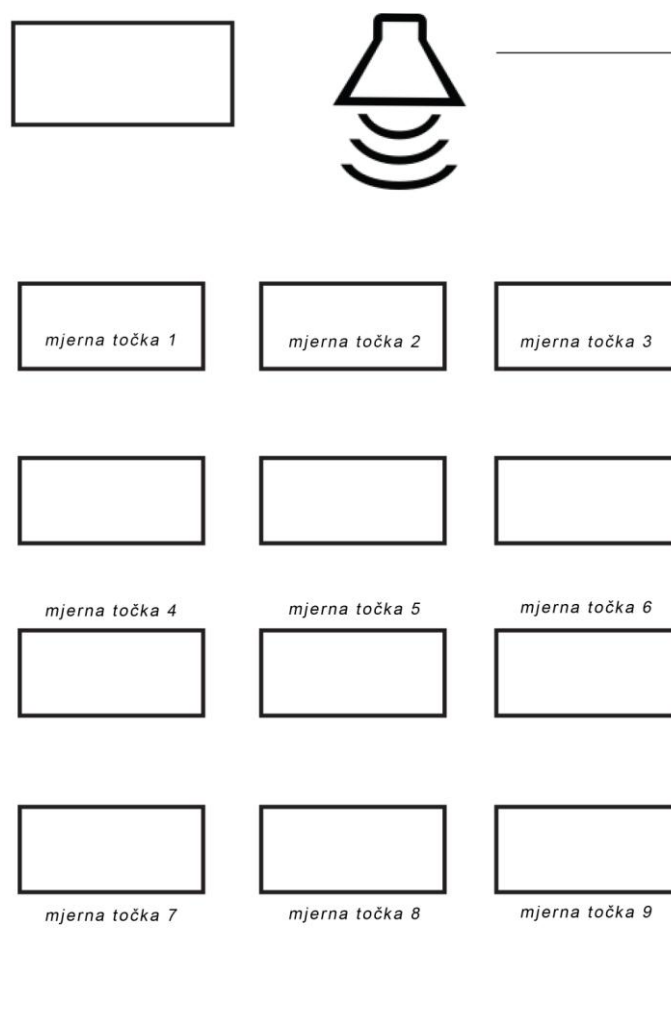 mjerna točka 1
mjerna točka 2
mjerna točka 3
mjerna točka 4
mjerna točka 5
mjerna točka 6
mjerna točka 7
mjerna točka 8
mjerna točka 9